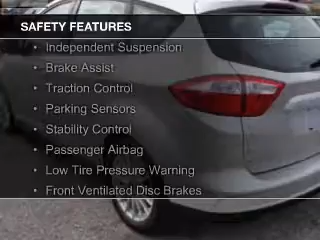 SAFETY FEATURES
• Independent Suspension
• Brake Assist
• Traction Control
• Parking Sensors
• Stability Control
• Passenger Airbag
• Low Tire Pressure Warning
• Front Ventilated Disc Brakes